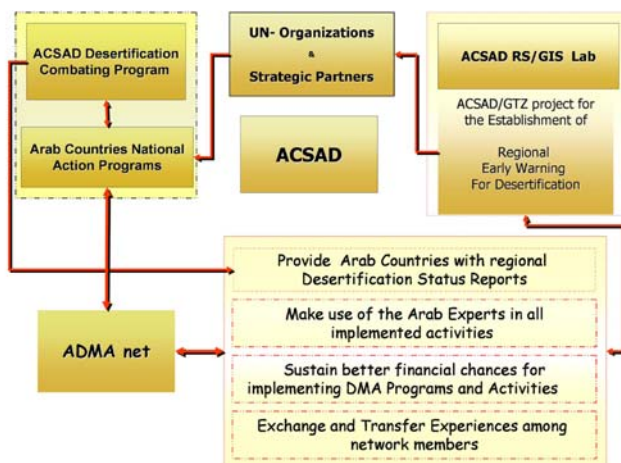 ACSAD Desertification
Combating Program
Arab Countries National
Action Programs
UN- Organizations
&
Strategic Partners
ACSAD
ACSAD RS/GIS Lab
ACSAD/GTZ project for
the Establishment of
Regional
Early Warning
For Desertification
ADMA net
Provide Arab Countries with regional
Desertification Status Reports
Make use of the Arab Experts in all
implemented activities
Sustain better financial chances for
implementing DMA Programs and Activities
Exchange and Transfer Experiences among
network members